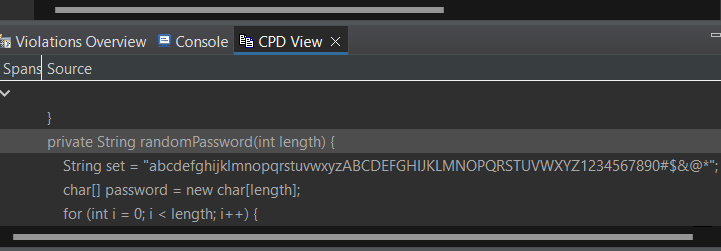 Violations Overview Console CPD View
Spans Source
}
private String randomPassword(int length) {
String set = "abcdefghijklmnopqrstuvwxyzABCDEFGHIJKLMNOPQRSTUVWXYZ1234567890#$&@*";
char[] password = new char[length];
for (int i = 0; i < length; i++) {